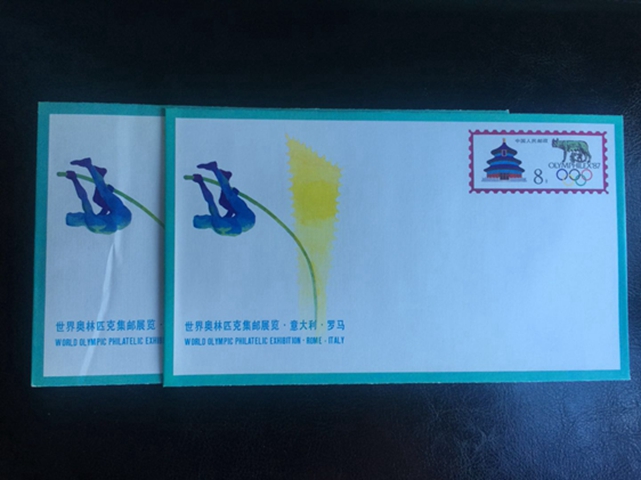 中国人民邮政
OLYMPHILEX'87
8分
世界奥林匹克集邮展览·
WORLD OLYMPIC PHILATELIC EXHIB
世界奥林匹克集邮展览·意大利·罗马
WORLD OLYMPIC PHILATELIC EXHIBITION · ROME · ITALY